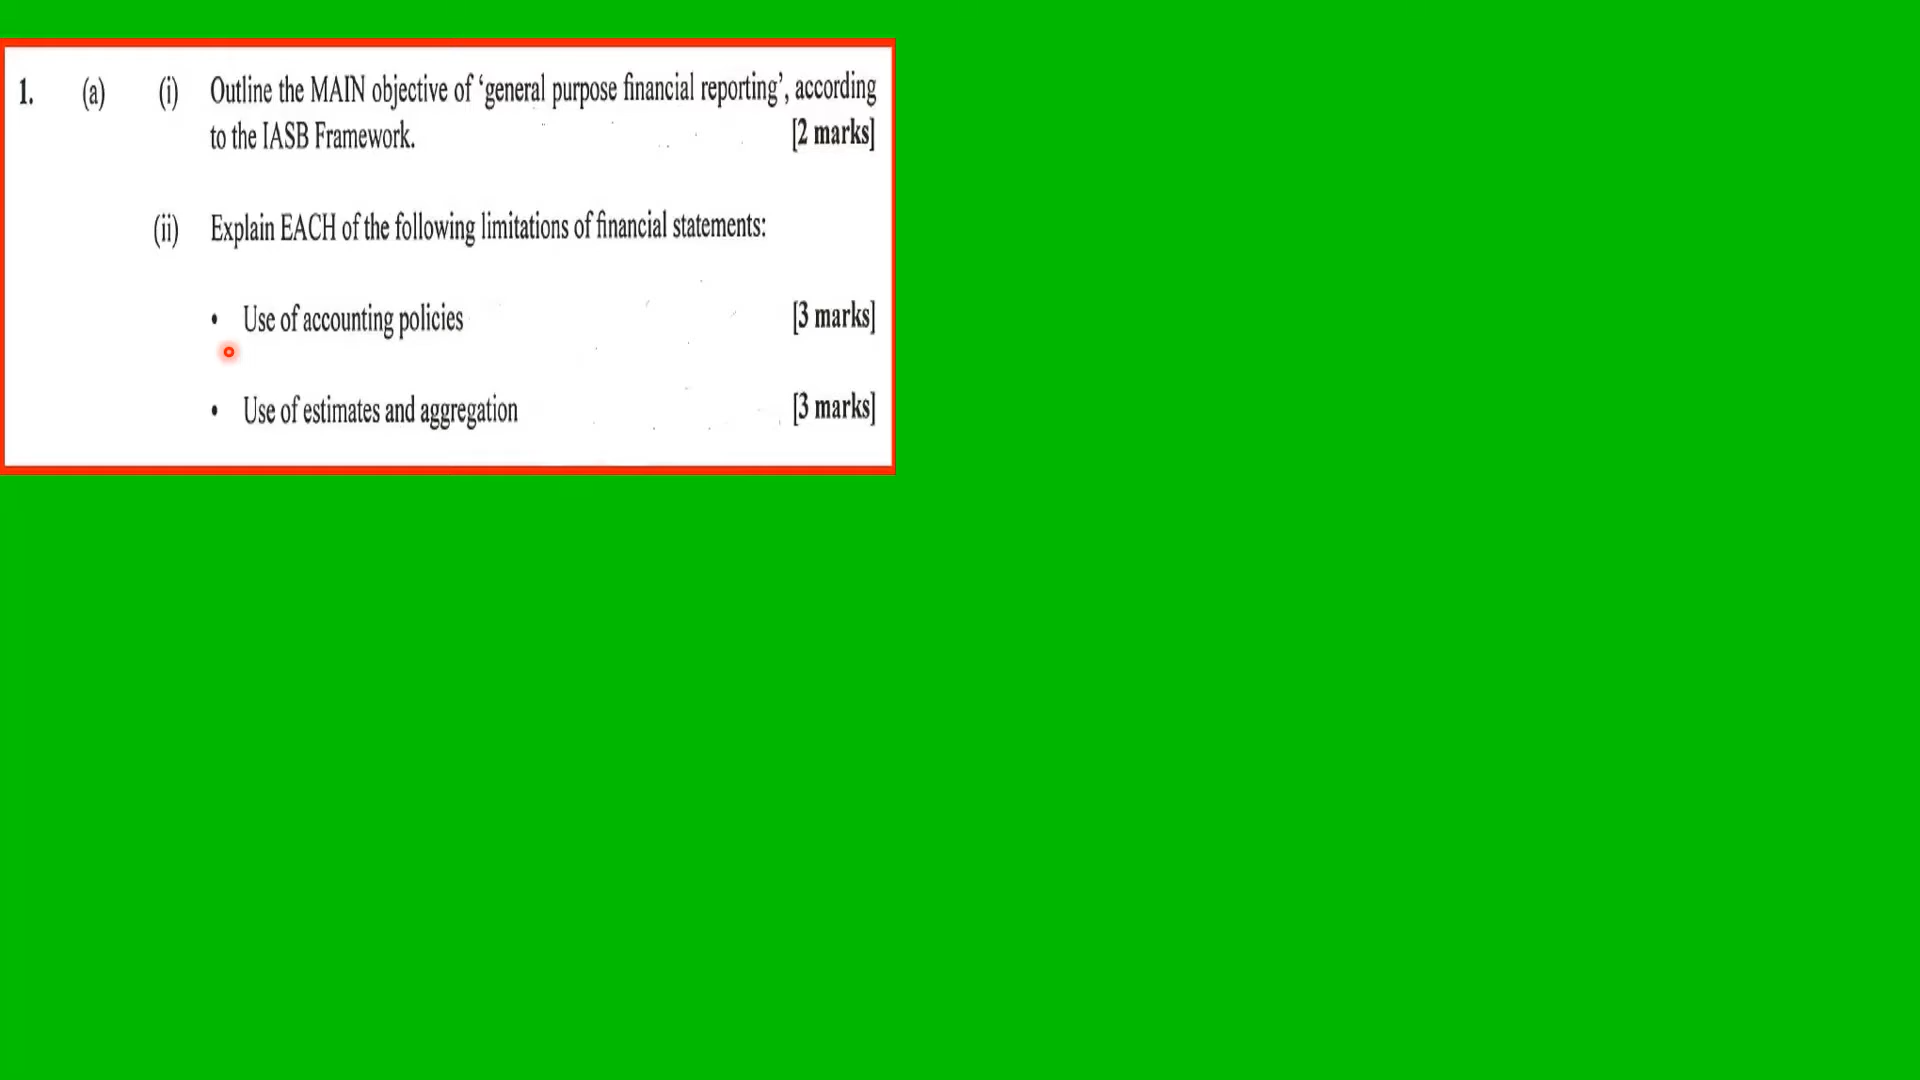 1. (a) (i) Outline the MAIN objective of ‘general purpose financial reporting’, according
to the IASB Framework. [2 marks]
(ii) Explain EACH of the following limitations of financial statements:
• Use of accounting policies [3 marks]
• Use of estimates and aggregation [3 marks]